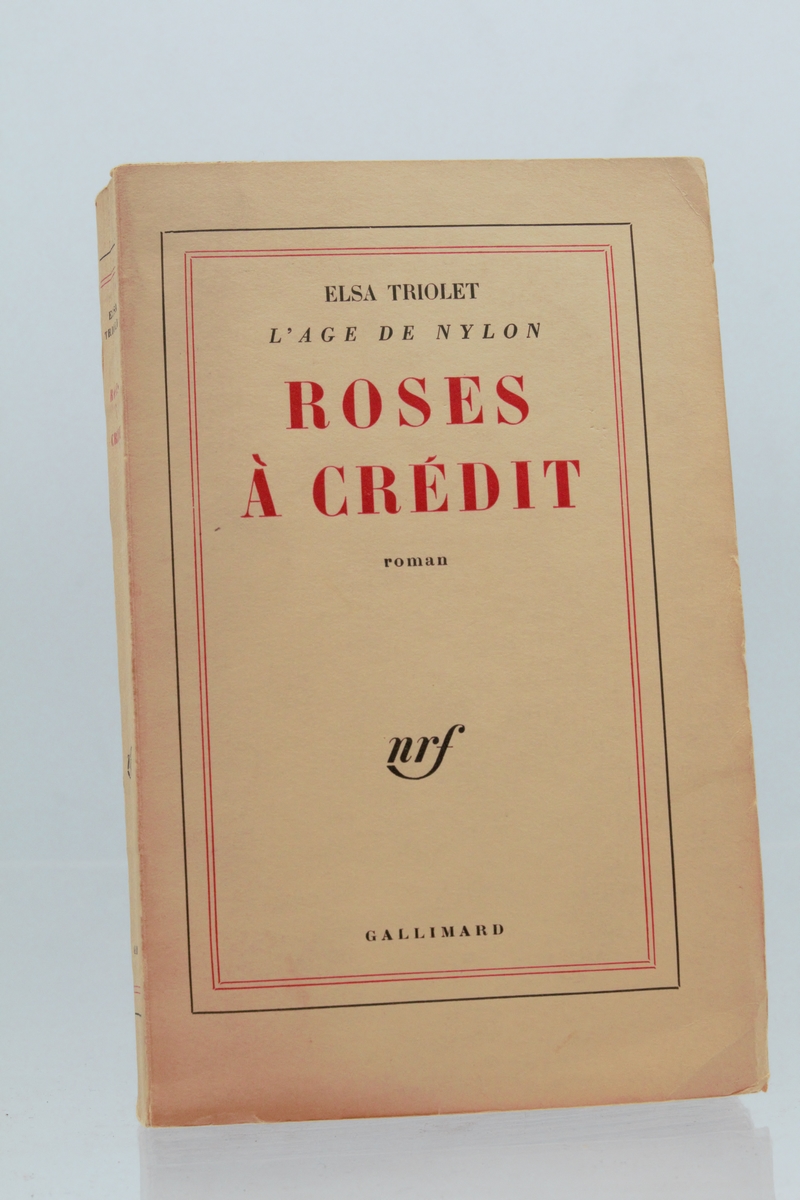 ELSA TRIOLET
L'AGE DE NYLON
ROSES
À CRÉDIT
roman
nrf
GALLIMARD